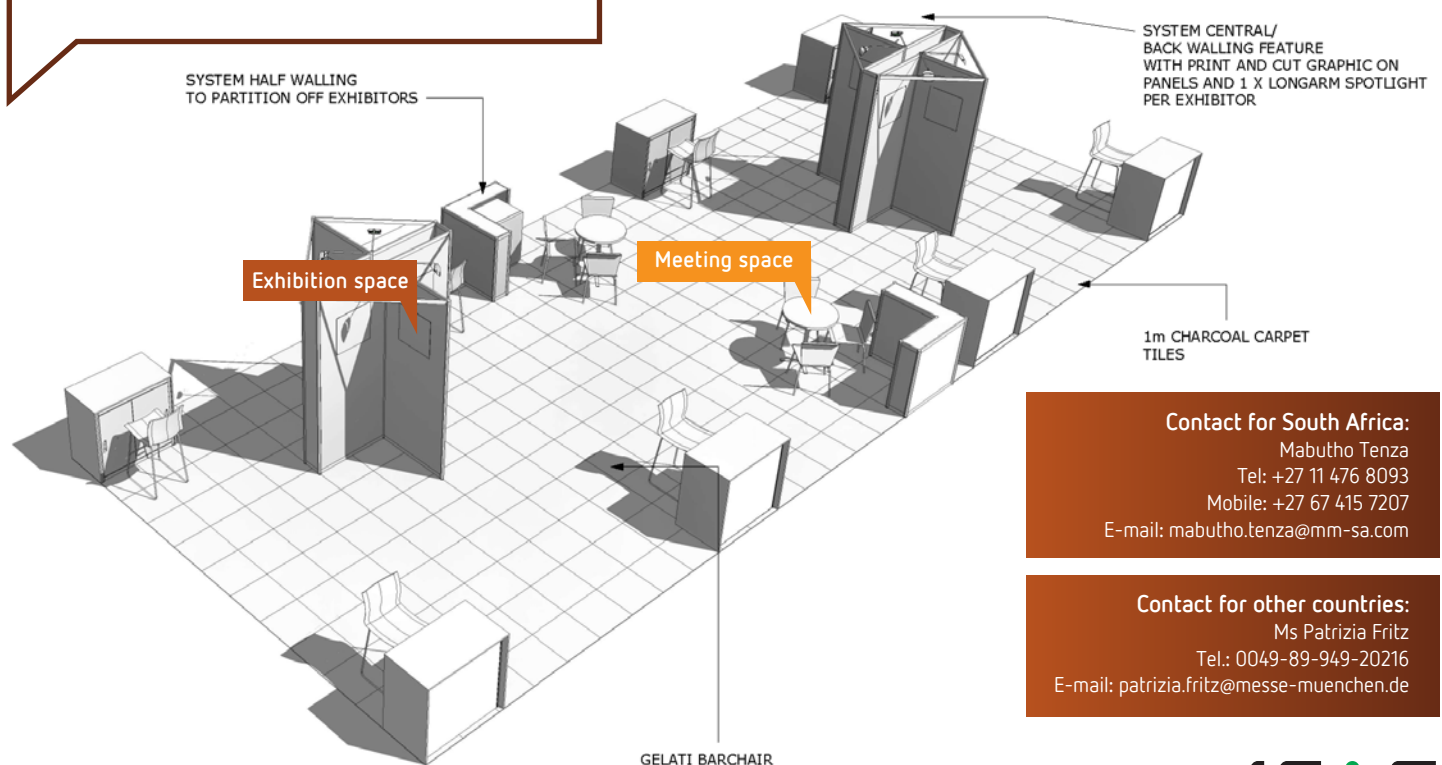 SYSTEM HALF WALLING
TO PARTITION OFF EXHIBITORS
SYSTEM CENTRAL/
BACK WALLING FEATURE
WITH PRINT AND CUT GRAPHIC ON
PANELS AND 1 X LONGARM SPOTLIGHT
PER EXHIBITOR
Exhibition space
Meeting space
1m CHARCOAL CARPET
TILES
Contact for South Africa:
Mabutho Tenza
Tel: +27 11 476 8093
Mobile: +27 67 415 7207
E-mail: mabutho.tenza@mm-sa.com
Contact for other countries:
Ms Patrizia Fritz
Tel.: 0049-89-949-20216
E-mail: patrizia.fritz@messe-muenchen.de
GELATI BARCHAIR